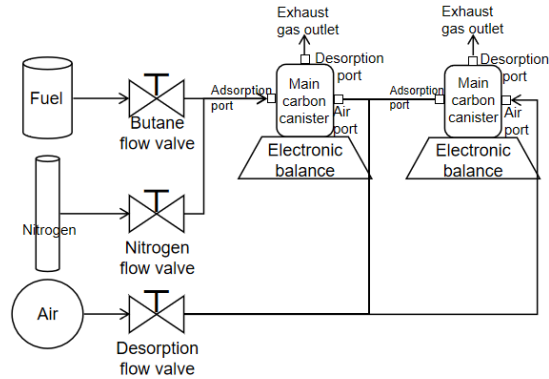 Exhaust
gas outlet
Exhaust
gas outlet
Desorption
port
Desorption
port
Fuel
Adsorption
port
Main
carbon
canister
Air
port
Adsorption
port
Main
carbon
canister
Air
port
Butane
flow valve
Electronic
balance
Electronic
balance
Nitrogen
Nitrogen
flow valve
Air
Desorption
flow valve